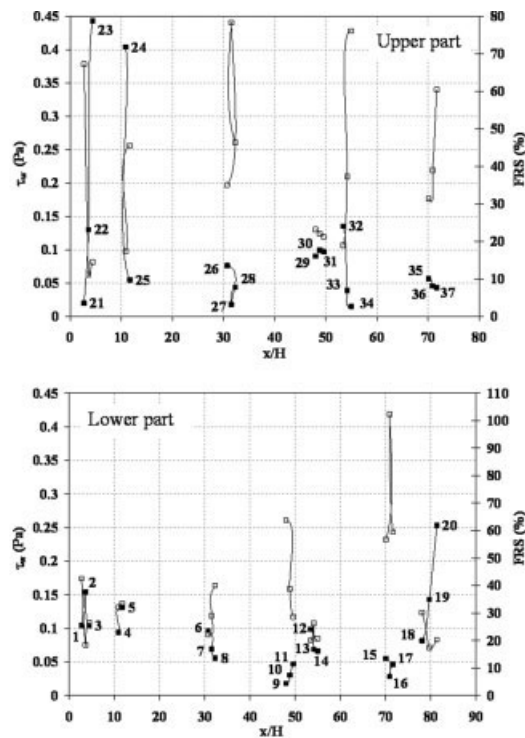 0.45 23 80
Upper part
0.4 24 70
0.35 60
0.3 50
0.25 40
0.2 30
0.15 22 32
0.1 30 20
26 29 31 35
0.05 25 28 33 10
21 27 34 36 37
0 0
0 10 20 30 40 50 60 70 80
x/H
τw (Pa)
FRS (%)
0.45 110
Lower part
0.4 100
90
0.35 80
0.3 70
0.25 20 60
0.2 50
2 19 40
0.15 5 30
0.1 1 3 4 6 12 18 20
0.05 7 8 11 13 14 15 17 10
10 9 16
0 0
0 10 20 30 40 50 60 70 80 90
x/H
τw (Pa)
FRS (%)